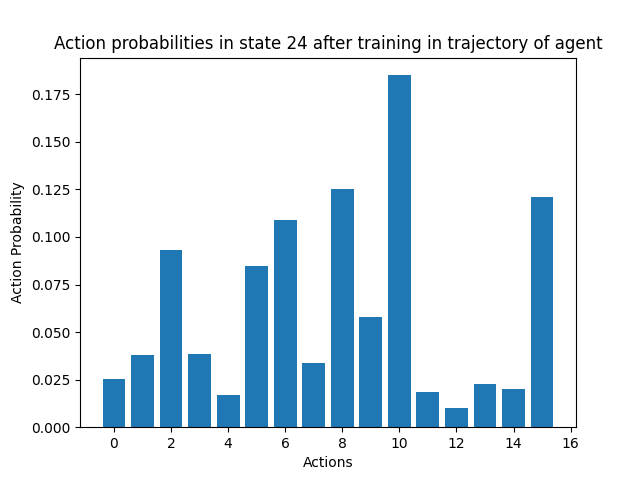 Action probabilities in state 24 after training in trajectory of agent
0.175
0.150
0.125
0.100
0.075
0.050
0.025
0.000
Action Probability
0 2 4 6 8 10 12 14 16
Actions